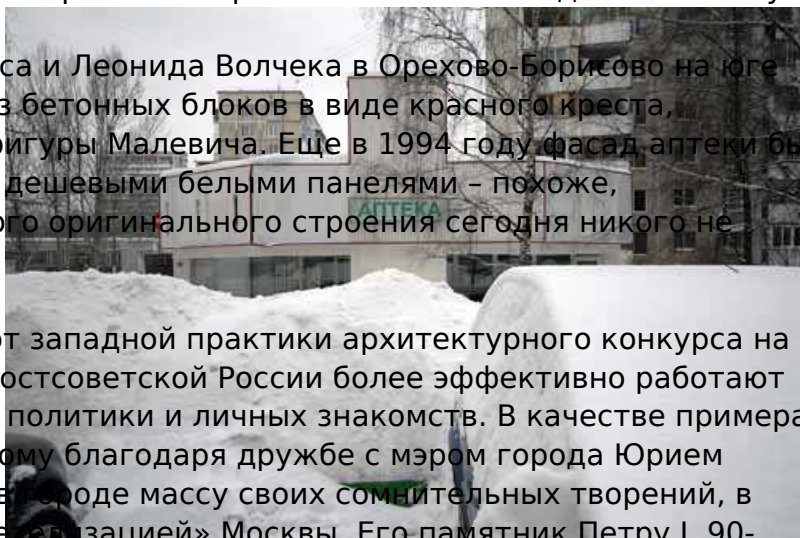 са и Леонида Волчека в Орехово-Борисово на юге
з бетонных блоков в виде красного креста,
фигуры Малевича. Еще в 1994 году фасад аптеки бы
дешевыми белыми панелями – похоже,
ого оригинального строения сегодня никого не
АПТЕКА
от западной практики архитектурного конкурса на
остсоветской России более эффективно работают
политики и личных знакомств. В качестве примера
ому благодаря дружбе с мэром города Юрием
в городе массу своих сомнительных творений, в
Москвы. Его памятник Петру I, 90-